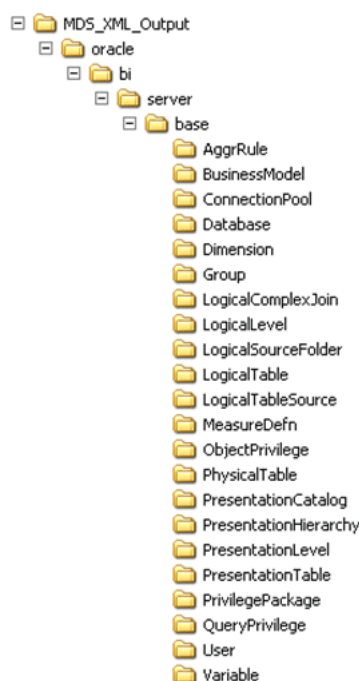 MDS_XML_Output
oracle
bi
server
base
AggrRule
BusinessModel
ConnectionPool
Database
Dimension
Group
LogicalComplexJoin
LogicalLevel
LogicalSourceFolder
LogicalTable
LogicalTableSource
MeasureDefn
ObjectPrivilege
PhysicalTable
PresentationCatalog
PresentationHierarchy
PresentationLevel
PresentationTable
PrivilegePackage
QueryPrivilege
User
Variable